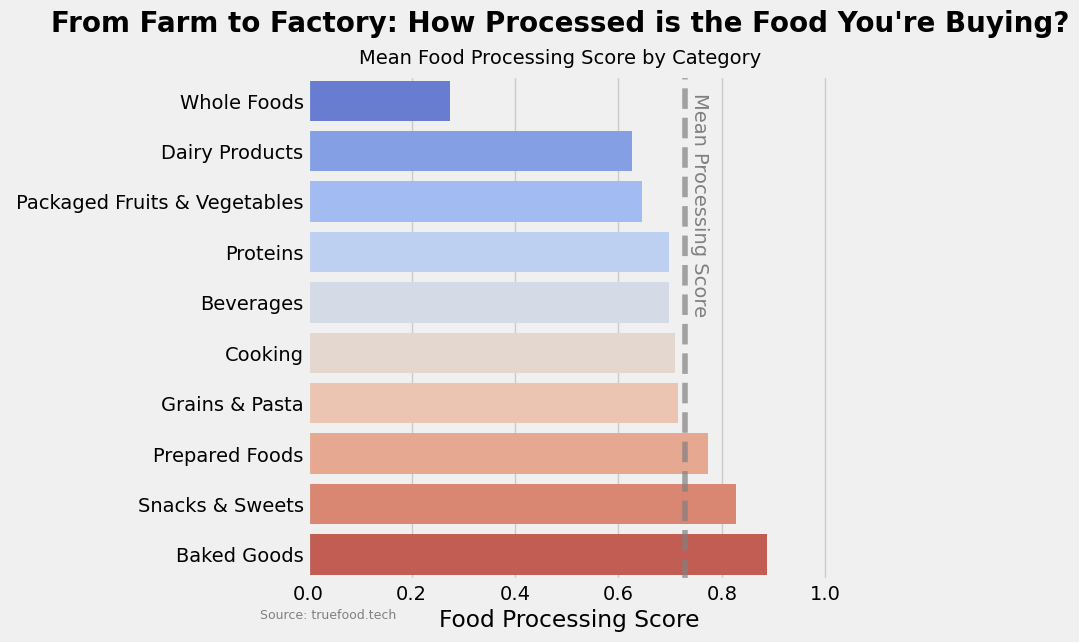 From Farm to Factory: How Processed is the Food You're Buying?
Mean Food Processing Score by Category
Whole Foods
Dairy Products
Packaged Fruits & Vegetables
Proteins
Beverages
Cooking
Grains & Pasta
Prepared Foods
Snacks & Sweets
Baked Goods
Mean Processing Score
0.0 0.2 0.4 0.6 0.8 1.0
Source: truefood.tech
Food Processing Score